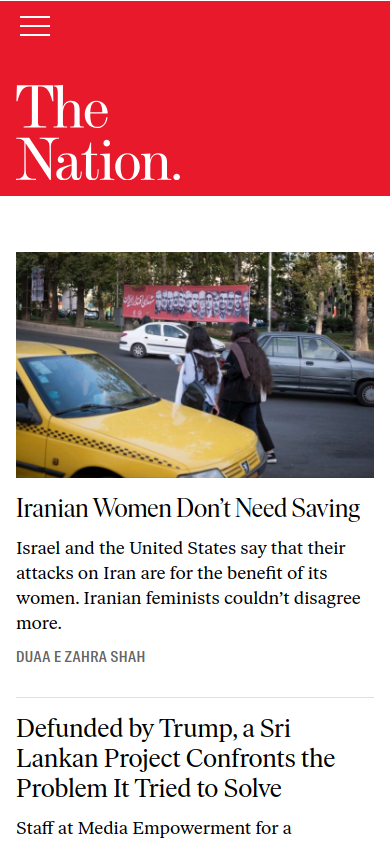 The
Nation.
Iranian Women Don't Need Saving
Israel and the United States say that their
attacks on Iran are for the benefit of its
women. Iranian feminists couldn't disagree
more.
DUAA E ZAHRA SHAH
Defunded by Trump, a Sri
Lankan Project Confronts the
Problem It Tried to Solve
Staff at Media Empowerment for a